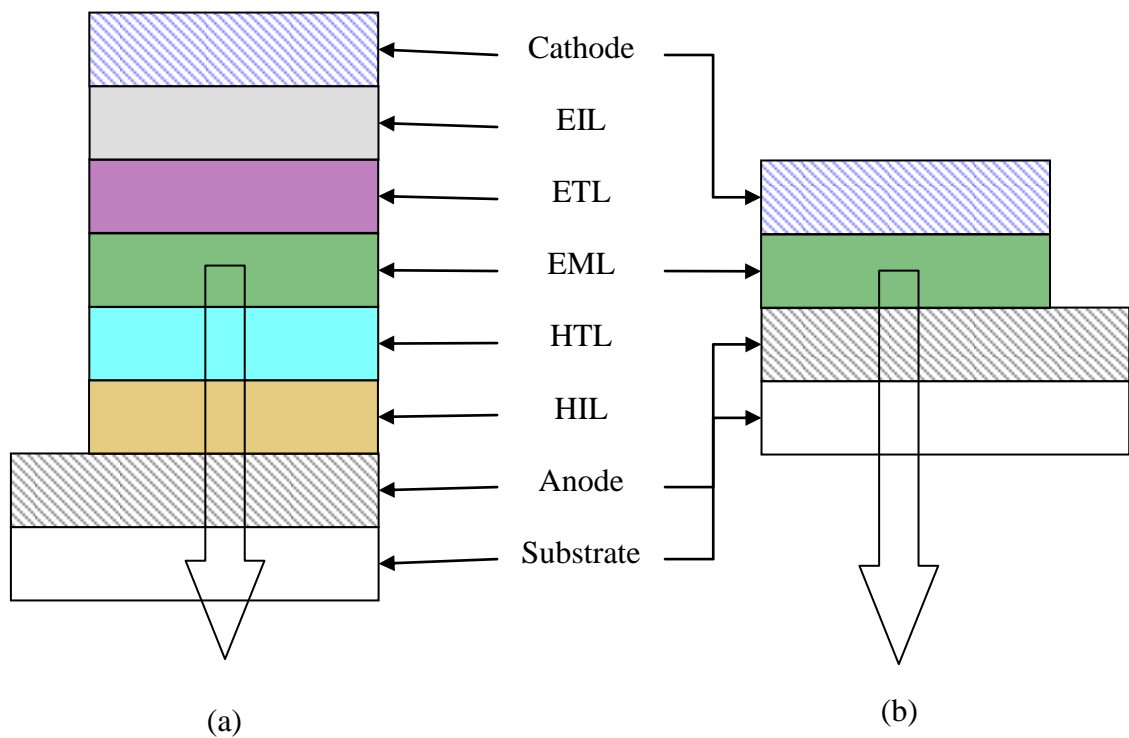 Cathode
EIL
ETL
EML
HTL
HIL
Anode
Substrate
(a)
(b)